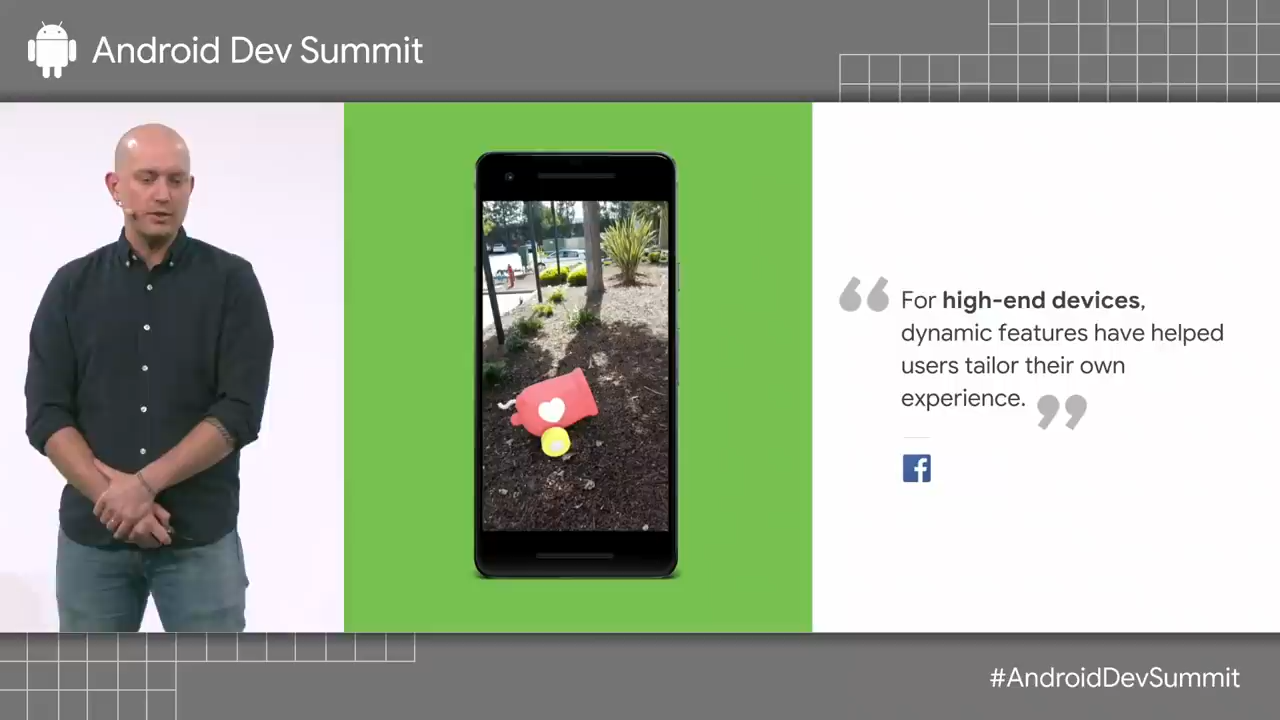 Android Dev Summit
“ For high-end devices,
dynamic features have helped
users tailor their own
experience. ”
f
#AndroidDevSummit